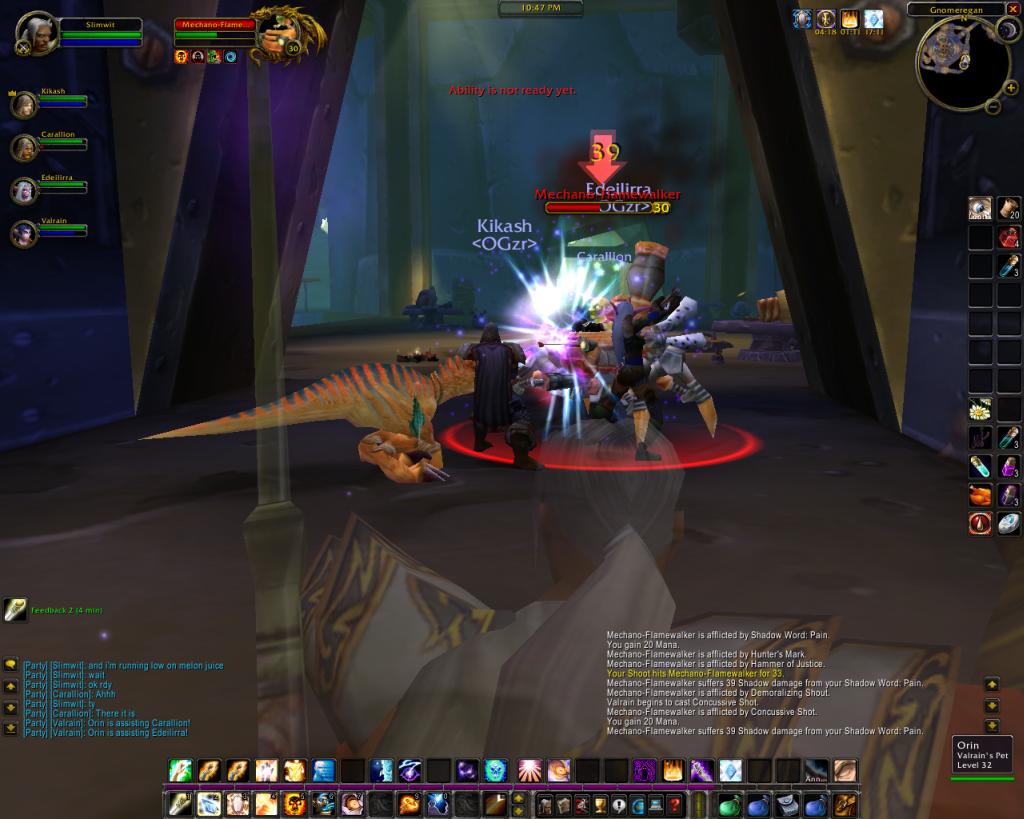 10:47 PM
Slimwit
Mechano-Flame...
30
04:18 01:11 17:11
Gnomeregan
N
Kikash
Carallion
Edeilirra
Valrain
Ability is not ready yet.
39
Edeilirra
Mechano-Flamewalker
OGzr>
30
Kikash
<OGzr>
Carallion
20
4
3
3
3
3
Feedback 2 (4 min)
[Party] [Slimwit]: and i'm running low on melon juice
[Party] [Slimwit]: wait
[Party] [Slimwit]: ok rdy
[Party] [Carallion]: Ahhh
[Party] [Slimwit]: ty
[Party] [Carallion]: There it is
[Party] [Valrain]: Orin is assisting Carallion!
[Party] [Valrain]: Orin is assisting Edeilirra!
Mechano-Flamewalker is afflicted by Shadow Word: Pain.
You gain 20 Mana.
Mechano-Flamewalker is afflicted by Hunter's Mark.
Mechano-Flamewalker is afflicted by Hammer of Justice.
Your Shoot hits Mechano-Flamewalker for 33.
Mechano-Flamewalker suffers 39 Shadow damage from your Shadow Word: Pain.
Mechano-Flamewalker is afflicted by Demoralizing Shout.
Valrain begins to cast Concussive Shot.
Mechano-Flamewalker is afflicted by Concussive Shot.
You gain 20 Mana.
Mechano-Flamewalker suffers 39 Shadow damage from your Shadow Word: Pain.
Orin
Valrain's Pet
Level 32